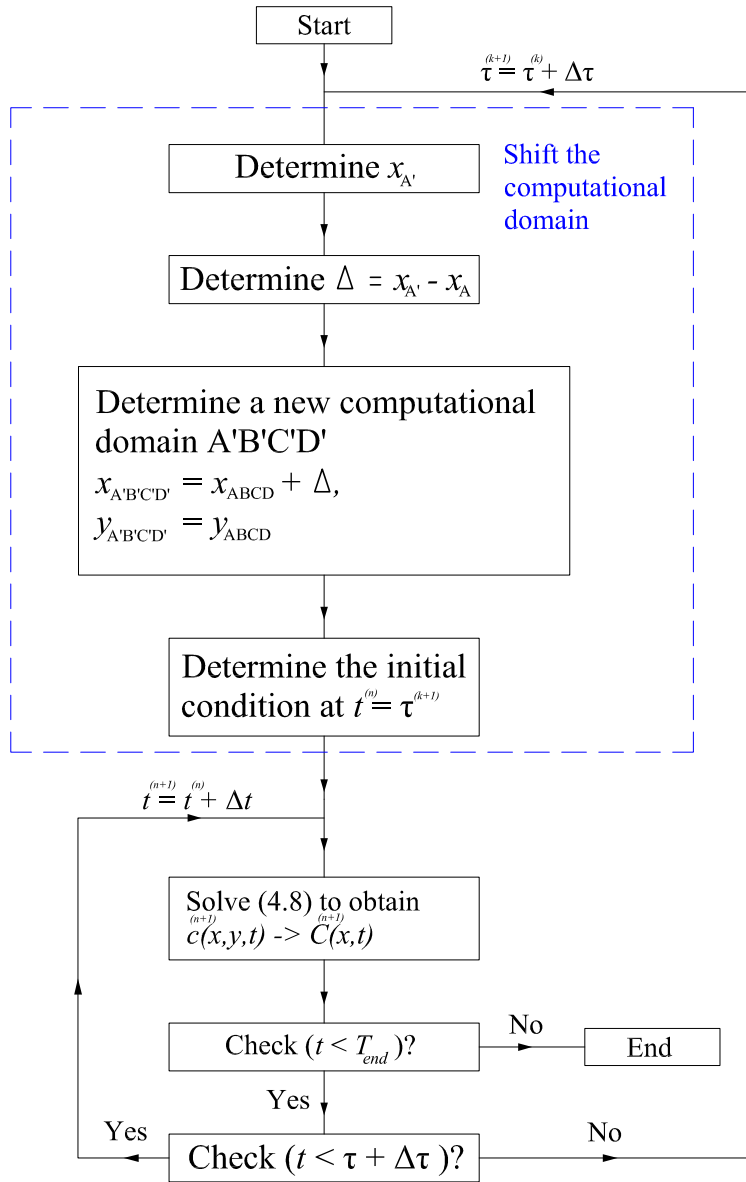 Start
τ^(k+1) = τ^(k) + Δτ
Shift the
computational
domain
Determine x_A'
Determine Δ = x_A' - x_A
Determine a new computational
domain A'B'C'D'
x_A'B'C'D' = x_ABCD + Δ,
y_A'B'C'D' = y_ABCD
Determine the initial
condition at t^(n) = τ^(k+1)
t^(n+1) = t^(n) + Δt
Solve (4.8) to obtain
c^(n+1)(x,y,t) -> C^(n+1)(x,t)
Check (t < T_end)?
No
End
Yes
Yes
Check (t < τ + Δτ)?
No